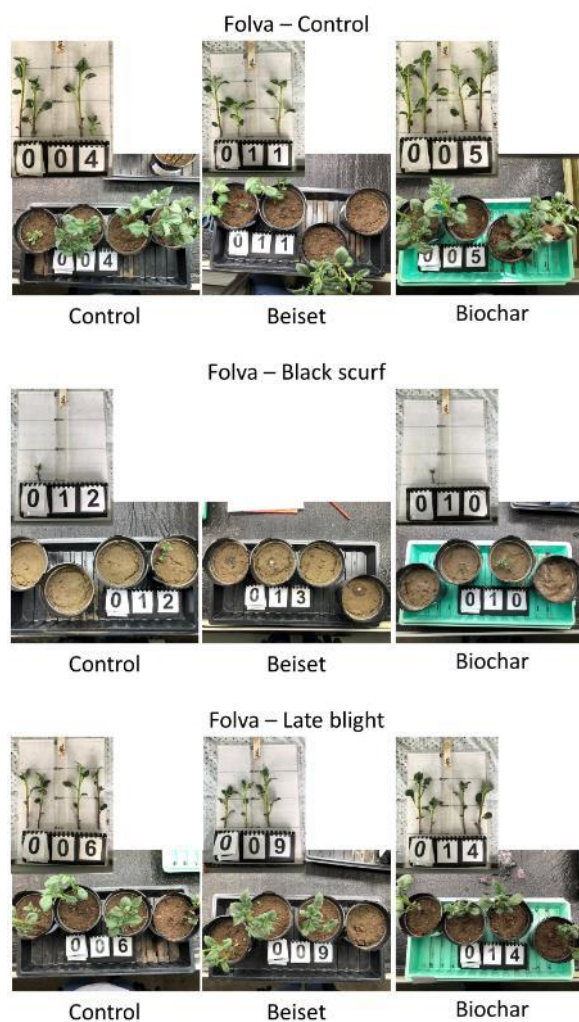 Folva – Control
004
011
005
004
011
005
Control
Beiset
Biochar
Folva – Black scurf
012
010
012
013
010
Control
Beiset
Biochar
Folva – Late blight
006
009
014
006
009
014
Control
Beiset
Biochar